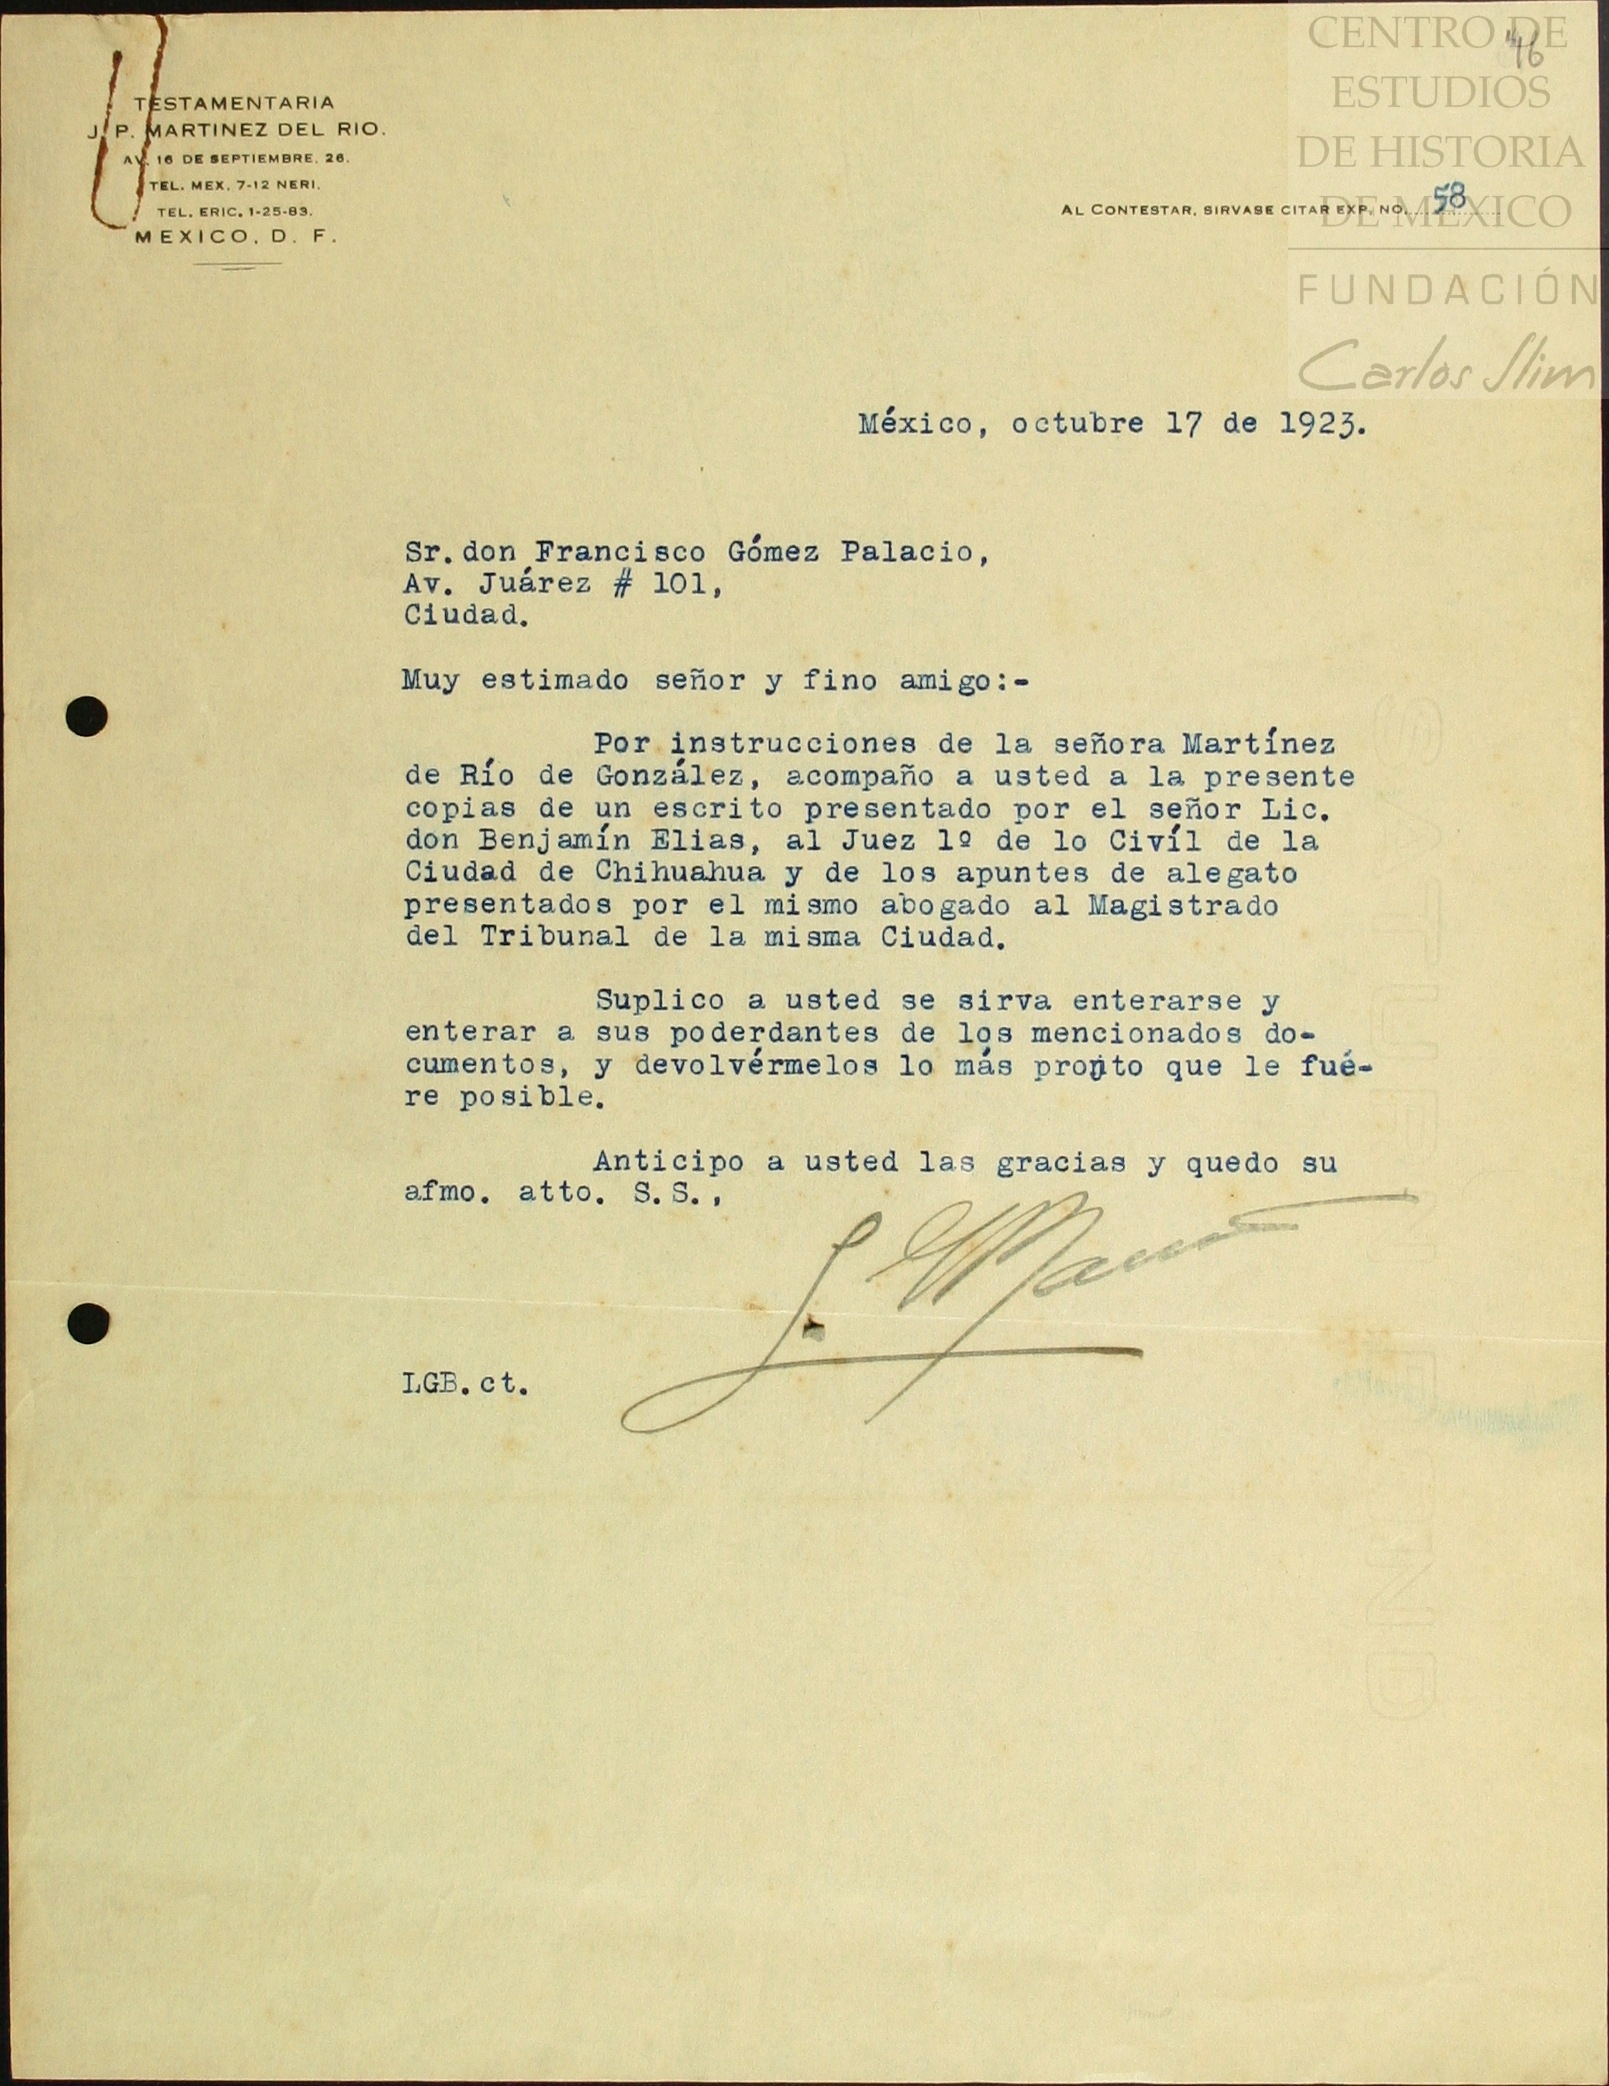 CENTRO DE
ESTUDIOS
DE HISTORIA
DE MÉXICO
FUNDACIÓN
Carlos Slim
46
TESTAMENTARIA
J. P. MARTINEZ DEL RIO.
AV. 16 DE SEPTIEMBRE, 26.
TEL. MEX. 7-12 NERI.
TEL. ERIC. 1-25-83.
MEXICO, D. F.
AL CONTESTAR, SIRVASE CITAR EXP. NO. 58
México, octubre 17 de 1923.
Sr. don Francisco Gómez Palacio,
Av. Juárez # 101,
Ciudad.
Muy estimado señor y fino amigo:-
Por instrucciones de la señora Martínez
de Río de González, acompaño a usted a la presente
copias de un escrito presentado por el señor Lic.
don Benjamín Elias, al Juez 1º de lo Civíl de la
Ciudad de Chihuahua y de los apuntes de alegato
presentados por el mismo abogado al Magistrado
del Tribunal de la misma Ciudad.
Suplico a usted se sirva enterarse y
enterar a sus poderdantes de los mencionados do-
cumentos, y devolvérmelos lo más pronto que le fué-
re posible.
Anticipo a usted las gracias y quedo su
afmo. atto. S.S.,
LGB.ct.